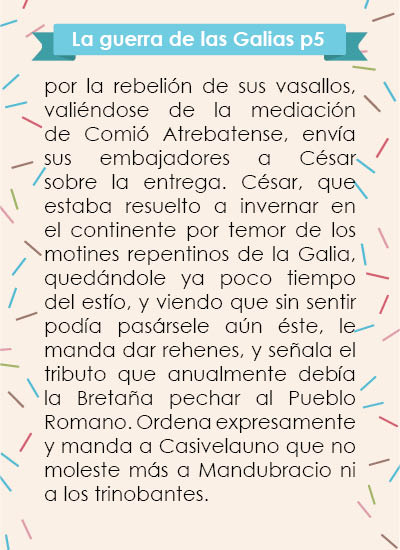 La guerra de las Galias p5
por la rebelión de sus vasallos,
valiéndose de la mediación
de Comió Atrebatense, envía
sus embajadores a César
sobre la entrega. César, que
estaba resuelto a invernar en
el continente por temor de los
motines repentinos de la Galia,
quedándole ya poco tiempo
del estío, y viendo que sin sentir
podía pasársele aún éste, le
manda dar rehenes, y señala el
tributo que anualmente debía
la Bretaña pechar al Pueblo
Romano. Ordena expresamente
y manda a Casivelauno que no
moleste más a Mandubracio ni
a los trinobantes.